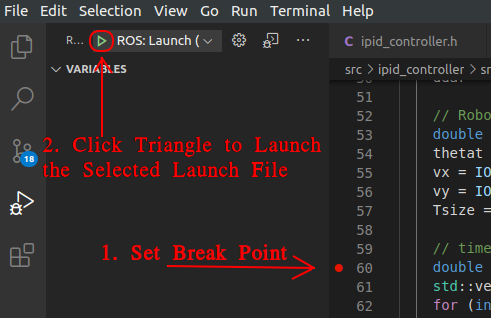 File Edit Selection View Go Run Terminal Help
R... ROS: Launch ( ...
C ipid_controller.h
src > ipid_controller > sr
VARIABLES
51
52 // Robo
53 double
54 thetat
55 vx = IO
56 vy = IO
57 Tsize =
58
59 // time
60 double
61 std::ve
62 for (in
18
2. Click Triangle to Launch
the Selected Launch File
1. Set Break Point